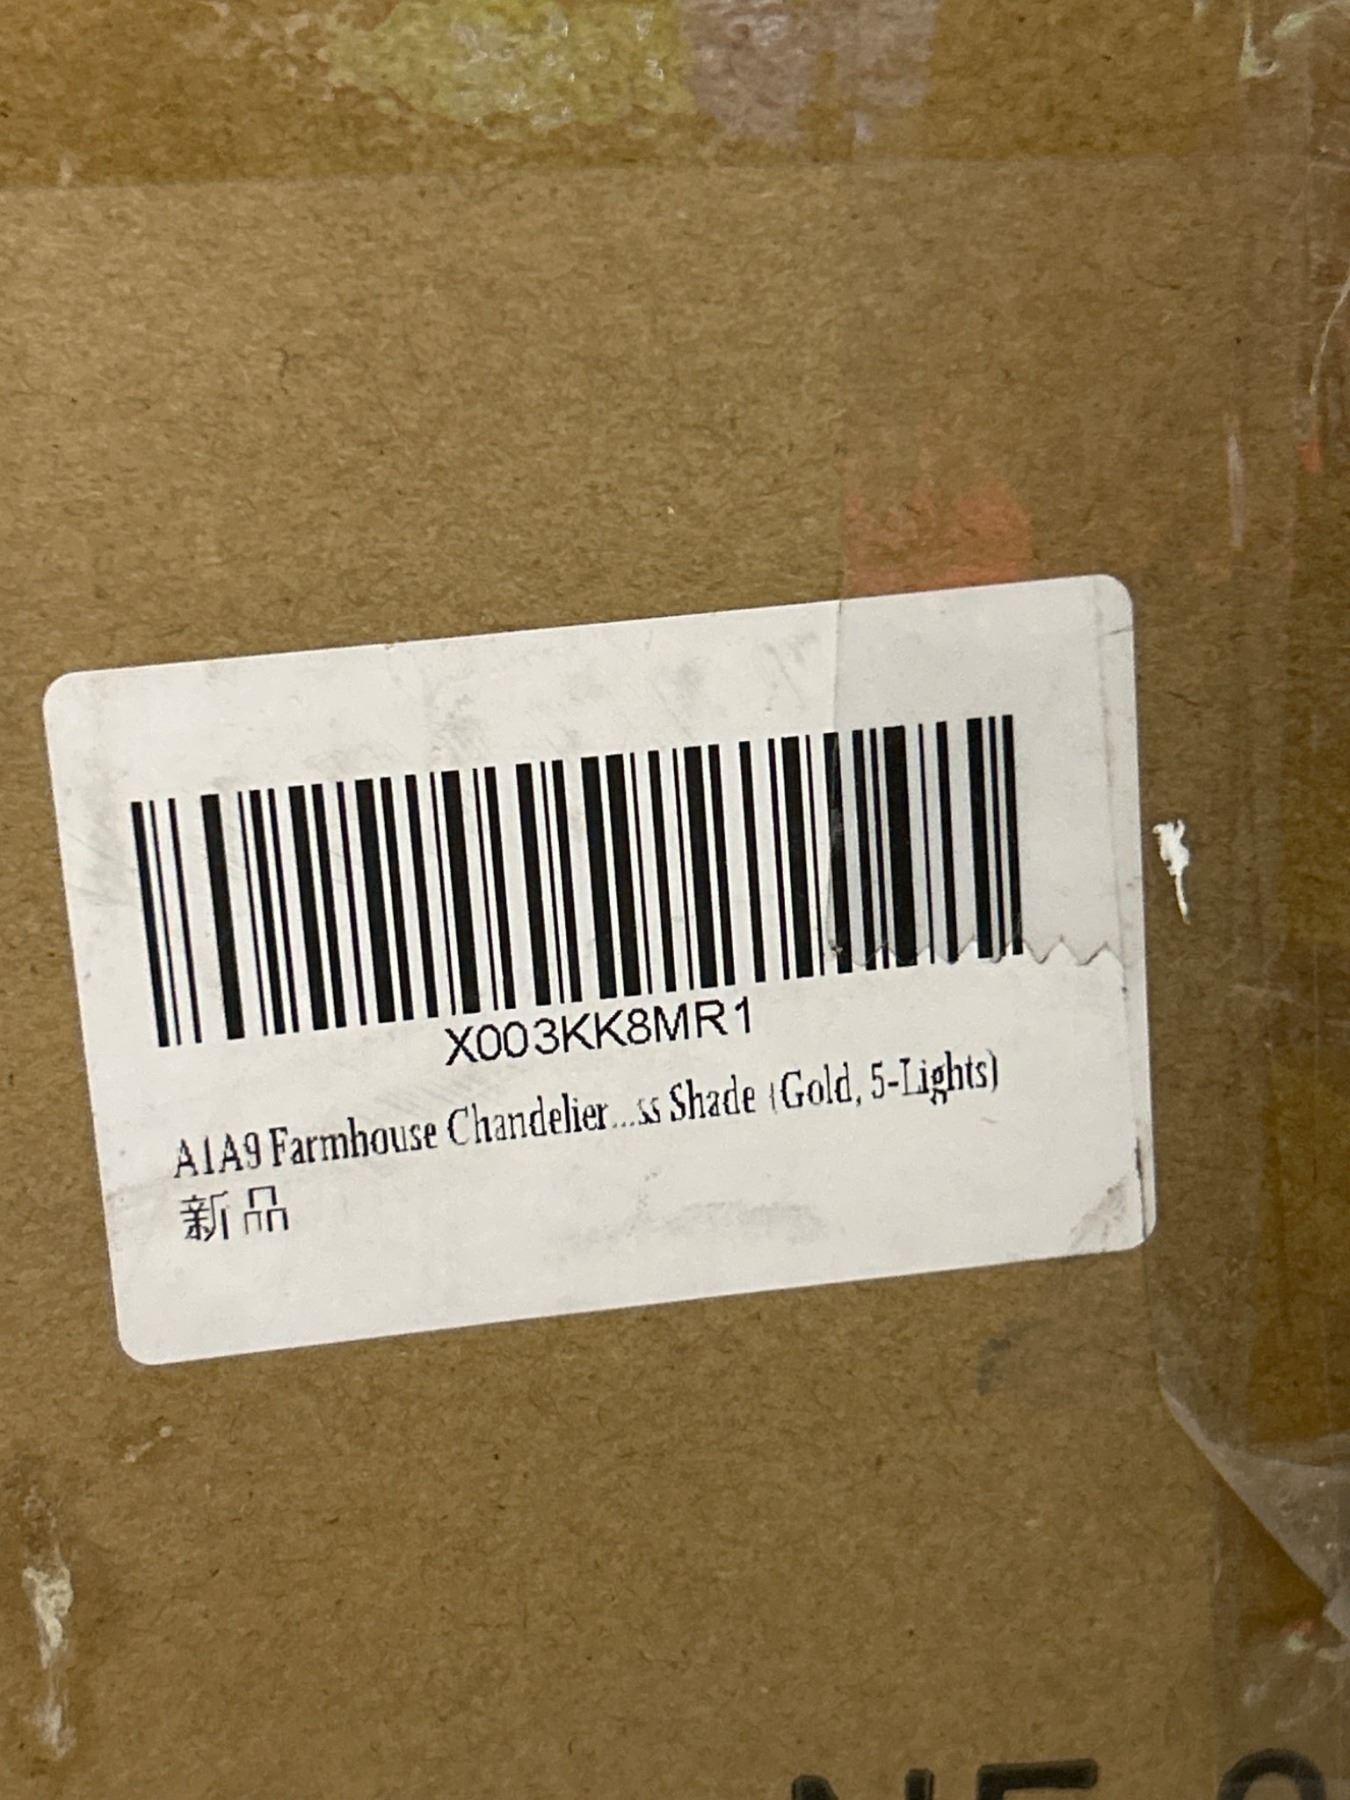 X003KK8MR1
A1A9 Farmhouse Chandelier...ss Shade (Gold, 5-Lights)
新品